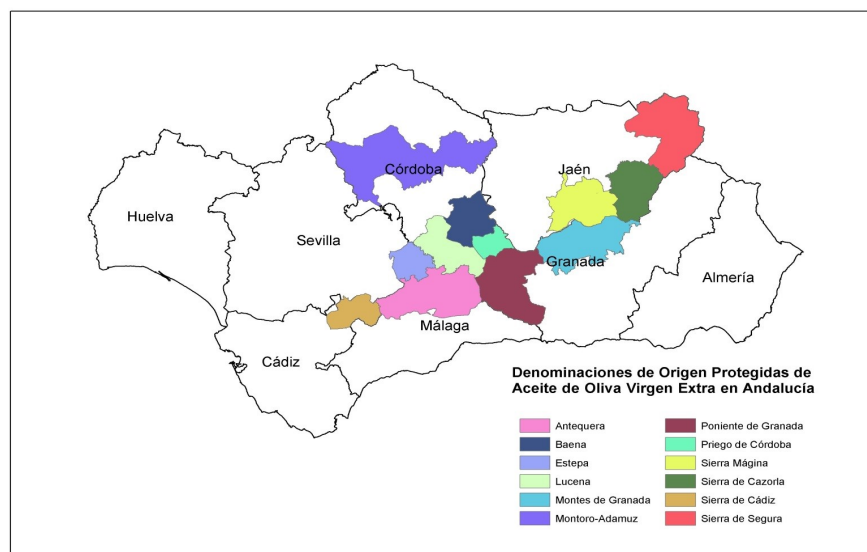 Córdoba
Jaén
Huelva
Sevilla
Granada
Almería
Málaga
Cádiz
Denominaciones de Origen Protegidas de
Aceite de Oliva Virgen Extra en Andalucía
Antequera
Baena
Estepa
Lucena
Montes de Granada
Montoro-Adamuz
Poniente de Granada
Priego de Córdoba
Sierra Mágina
Sierra de Cazorla
Sierra de Cádiz
Sierra de Segura